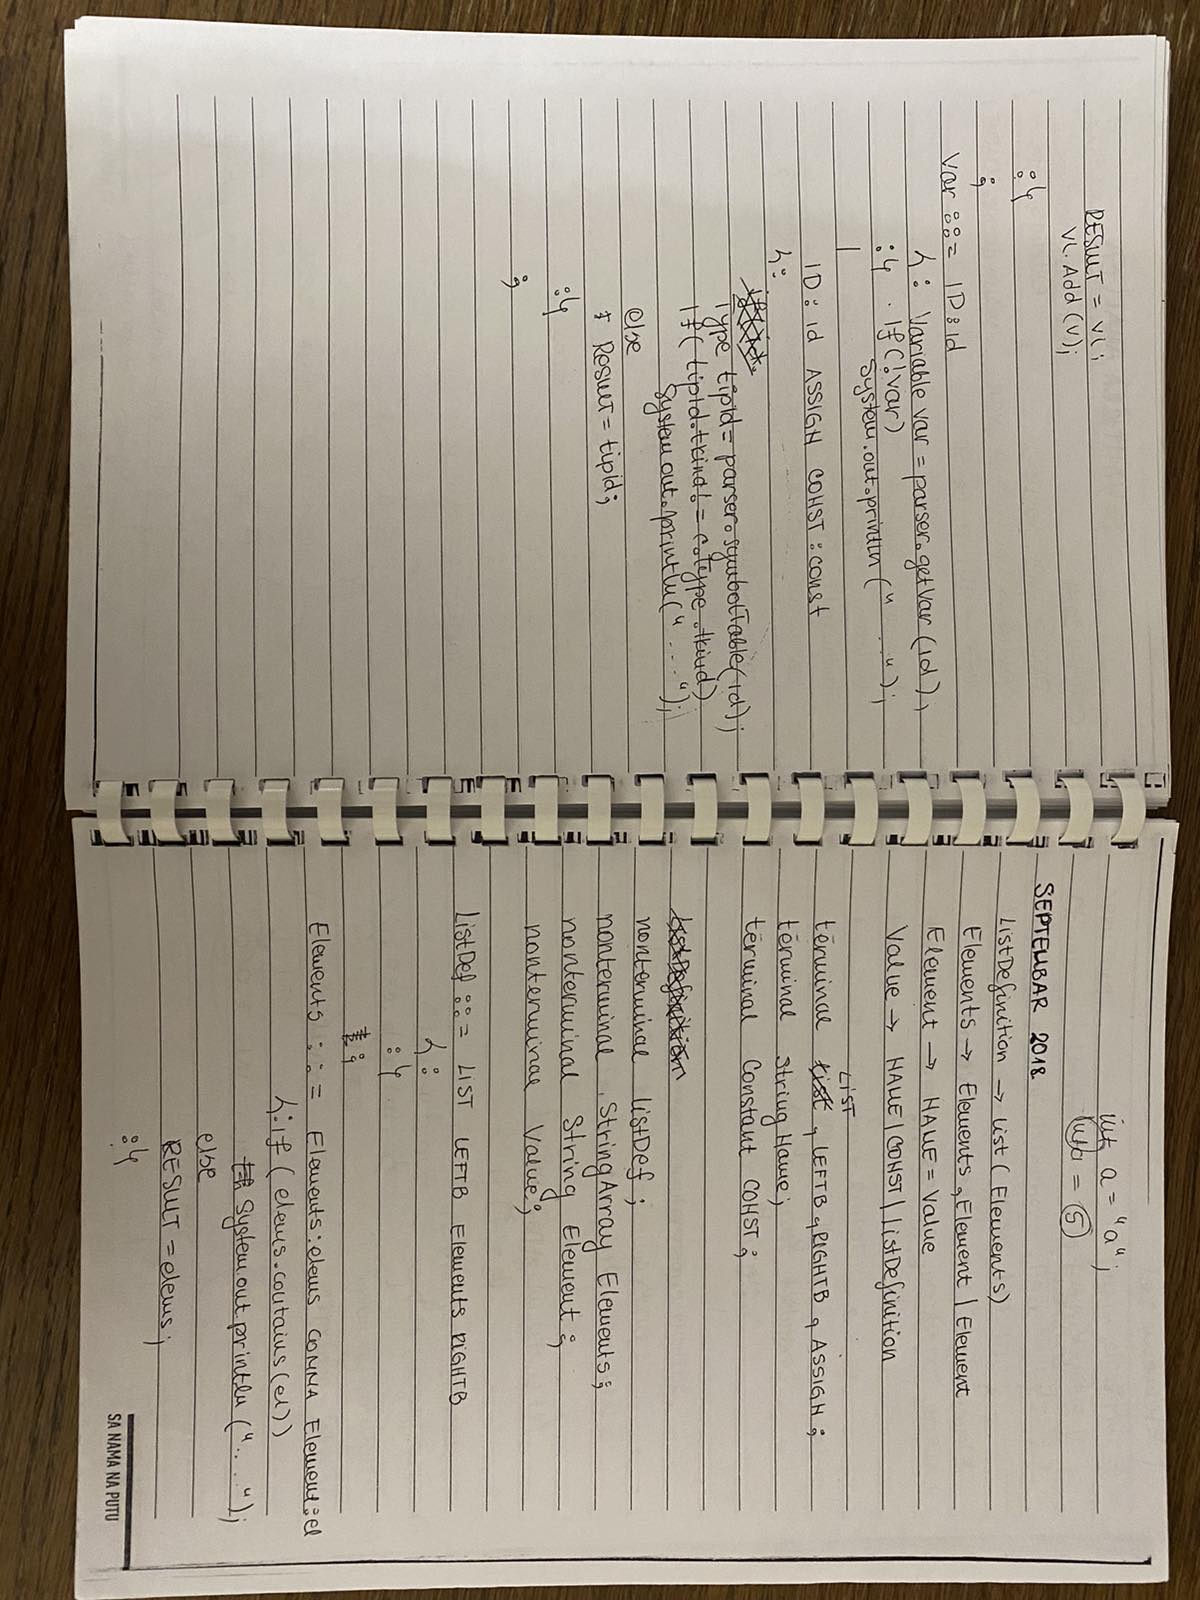 RESULT = VL;
VL.Add(v);
:}
;
Var ::= ID:id
{: Variable var = parser.getVar(id),
:} . If(!var)
System.out.println(" .... ");
|
ID:id ASSIGN CONST:const
{:
Type tipId = parser.symbolTable(id);
If(tipId.tkind != c.type.tkind)
System.out.println(" .... ");
else
RESULT = tipId;
:}
;
int a = "a";
= 5
SEPTEMBAR 2018.
ListDefinition → List(Elements)
Elements → Elements, Element | Element
Element → NAME = Value
Value → NAME | CONST | ListDefinition
LIST
terminal List, LEFTB, RIGHTB, ASSIGN;
terminal String Name;
terminal Constant CONST;
ListDefinition
nonterminal listDef;
nonterminal StringArray Elements;
nonterminal String Element;
nonterminal Value;
ListDef ::= LIST LEFTB Elements RIGHTB
{:
:}
;
Elements ::= Elements:elems COMMA Element:el
{: If (elems.contains(el))
System.out.println(".. .. ");
else
RESULT = elems;
:}
SA NAMA NA PUTU